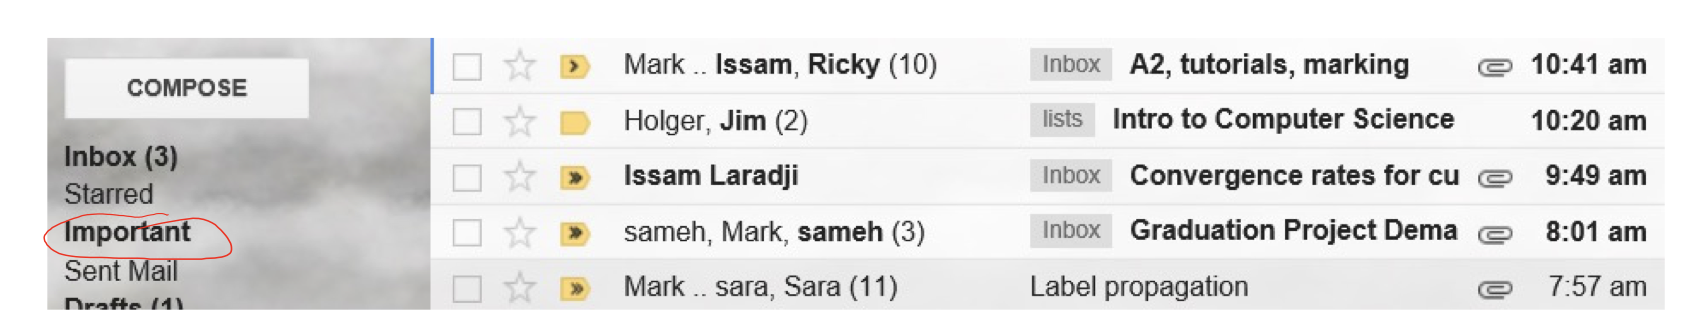 COMPOSE
Inbox (3)
Starred
Important
Sent Mail
Drafts (1)
Mark .. Issam, Ricky (10) Inbox A2, tutorials, marking 10:41 am
Holger, Jim (2) lists Intro to Computer Science 10:20 am
Issam Laradji Inbox Convergence rates for cu 9:49 am
sameh, Mark, sameh (3) Inbox Graduation Project Dema 8:01 am
Mark .. sara, Sara (11) Label propagation 7:57 am